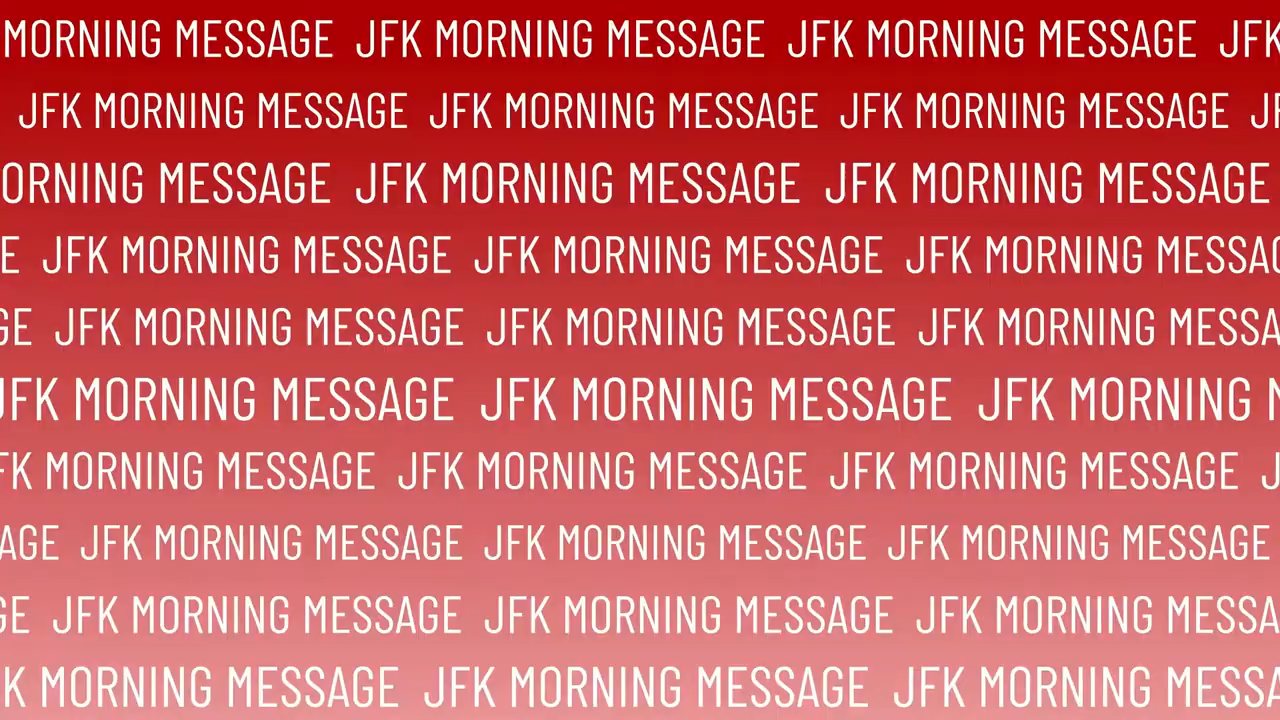 MORNING MESSAGE JFK MORNING MESSAGE JFK MORNING MESSAGE JFK
JFK MORNING MESSAGE JFK MORNING MESSAGE JFK MORNING MESSAGE JF
ORNING MESSAGE JFK MORNING MESSAGE JFK MORNING MESSAGE
E JFK MORNING MESSAGE JFK MORNING MESSAGE JFK MORNING MESSAG
GE JFK MORNING MESSAGE JFK MORNING MESSAGE JFK MORNING MESSA
JFK MORNING MESSAGE JFK MORNING MESSAGE JFK MORNING M
FK MORNING MESSAGE JFK MORNING MESSAGE JFK MORNING MESSAGE J
AGE JFK MORNING MESSAGE JFK MORNING MESSAGE JFK MORNING MESSAGE
GE JFK MORNING MESSAGE JFK MORNING MESSAGE JFK MORNING MESSA
K MORNING MESSAGE JFK MORNING MESSAGE JFK MORNING MESSA